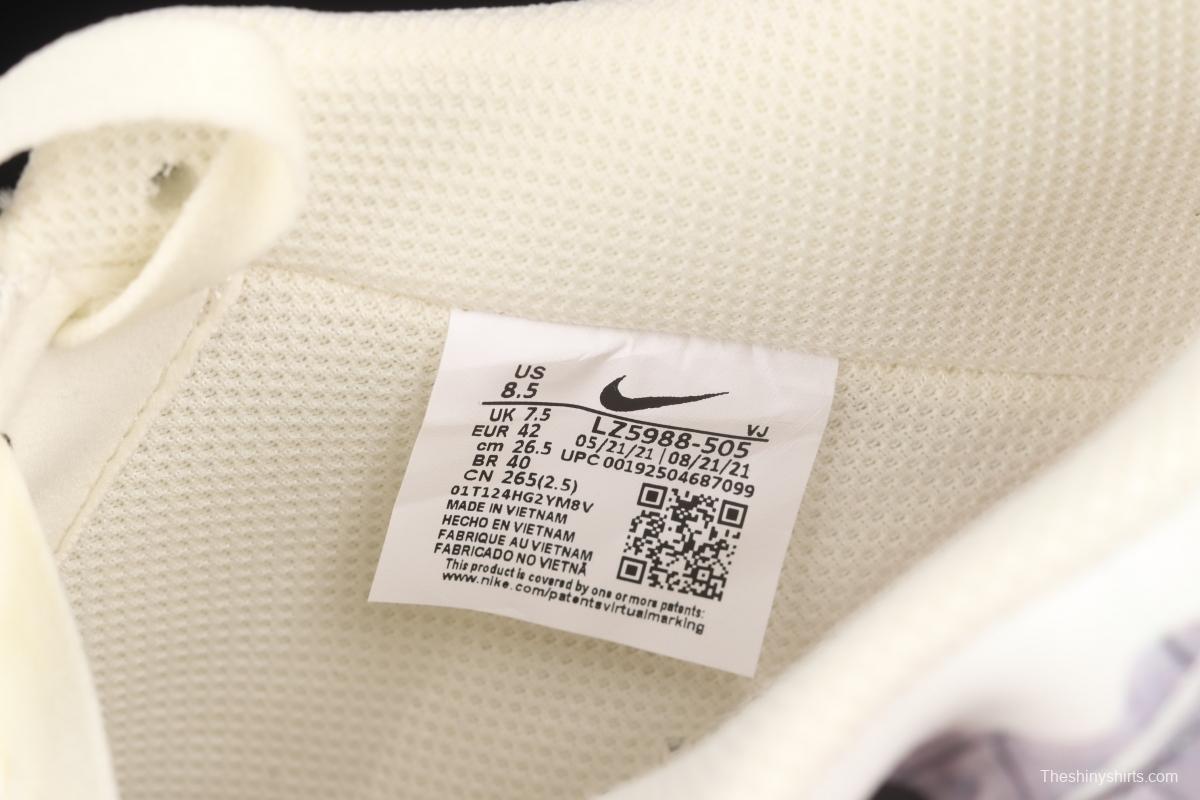 US
8.5
VJ
UK 7.5
LZ5988-505
EUR 42
05/21/21 | 08/21/21
cm 26.5
UPC 00192504687099
BR 40
CN 265(2.5)
01T124HG2YM8V
MADE IN VIETNAM
HECHO EN VIETNAM
FABRIQUE AU VIETNAM
FABRICADO NO VIETNÃ
This product is covered by one or more patents:
www.nike.com/patentsvirtualmarking
Theshinyshirts.com